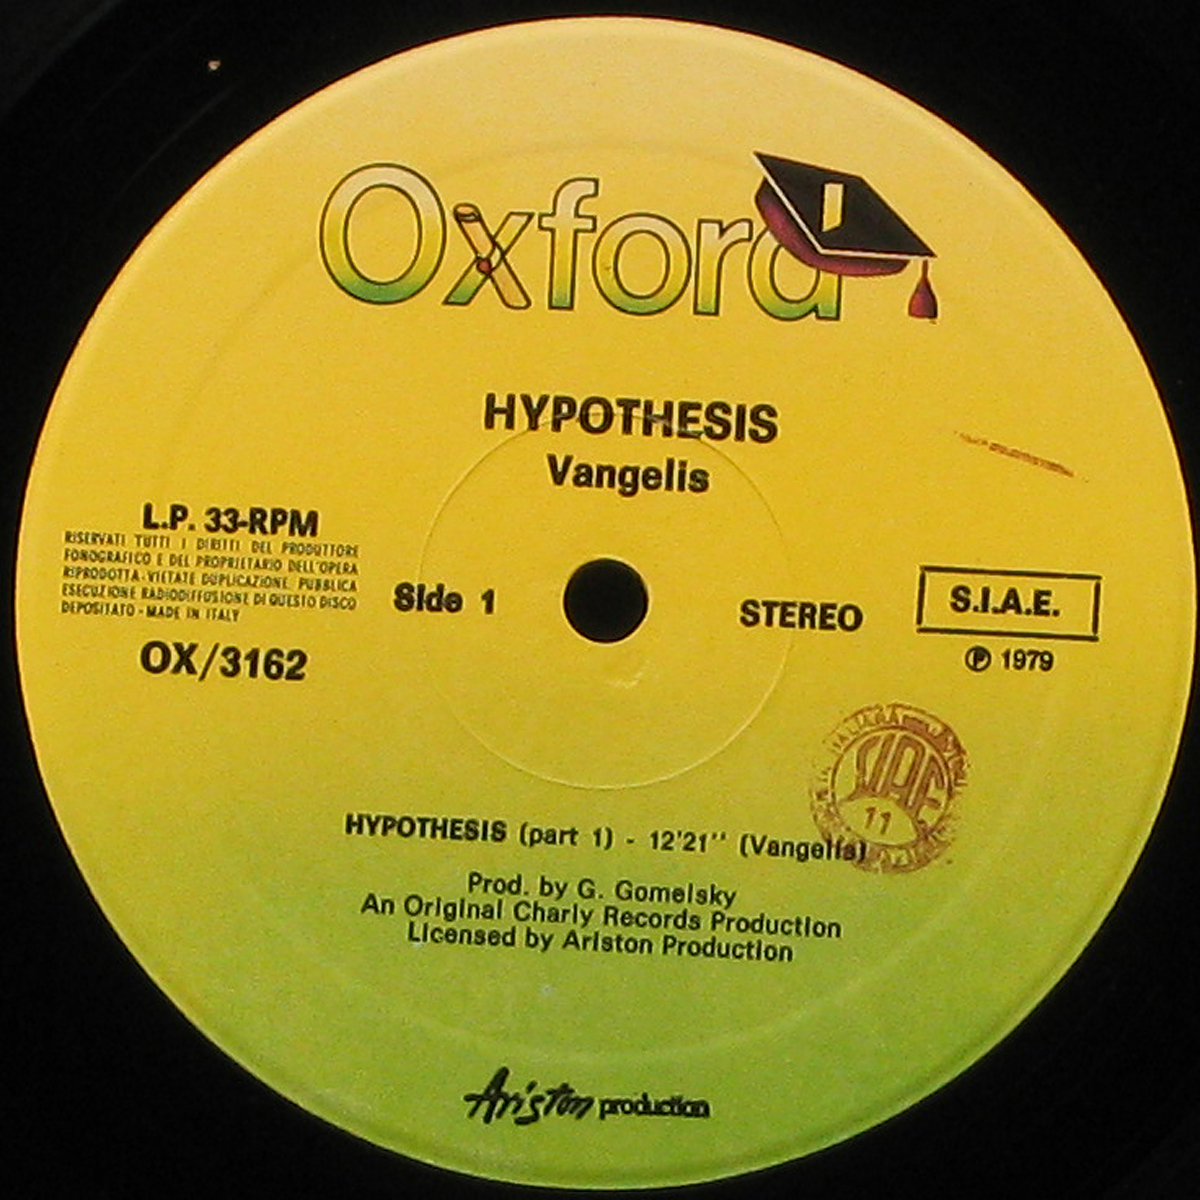 Oxford
HYPOTHESIS
Vangelis
L.P. 33-RPM
RISERVATI TUTTI I DIRITTI DEL PRODUTTORE
FONOGRAFICO E DEL PROPRIETARIO DELL'OPERA
RIPRODOTTA-VIETATE DUPLICAZIONE PUBBLICA
ESECUZIONE RADIODIFFUSIONE DI QUESTO DISCO
DEPOSITATO-MADE IN ITALY
OX/3162
Side 1
STEREO
S.I.A.E.
℗ 1979
SIAE
11
HYPOTHESIS (part 1) - 12'21'' (Vangelis)
Prod. by G. Gomelsky
An Original Charly Records Production
Licensed by Ariston Production
Ariston production